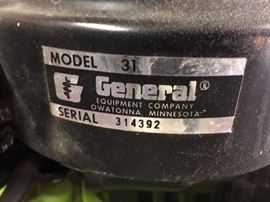 MODEL 31
General®
EQUIPMENT COMPANY
OWATONNA, MINNESOTA
SERIAL 314392